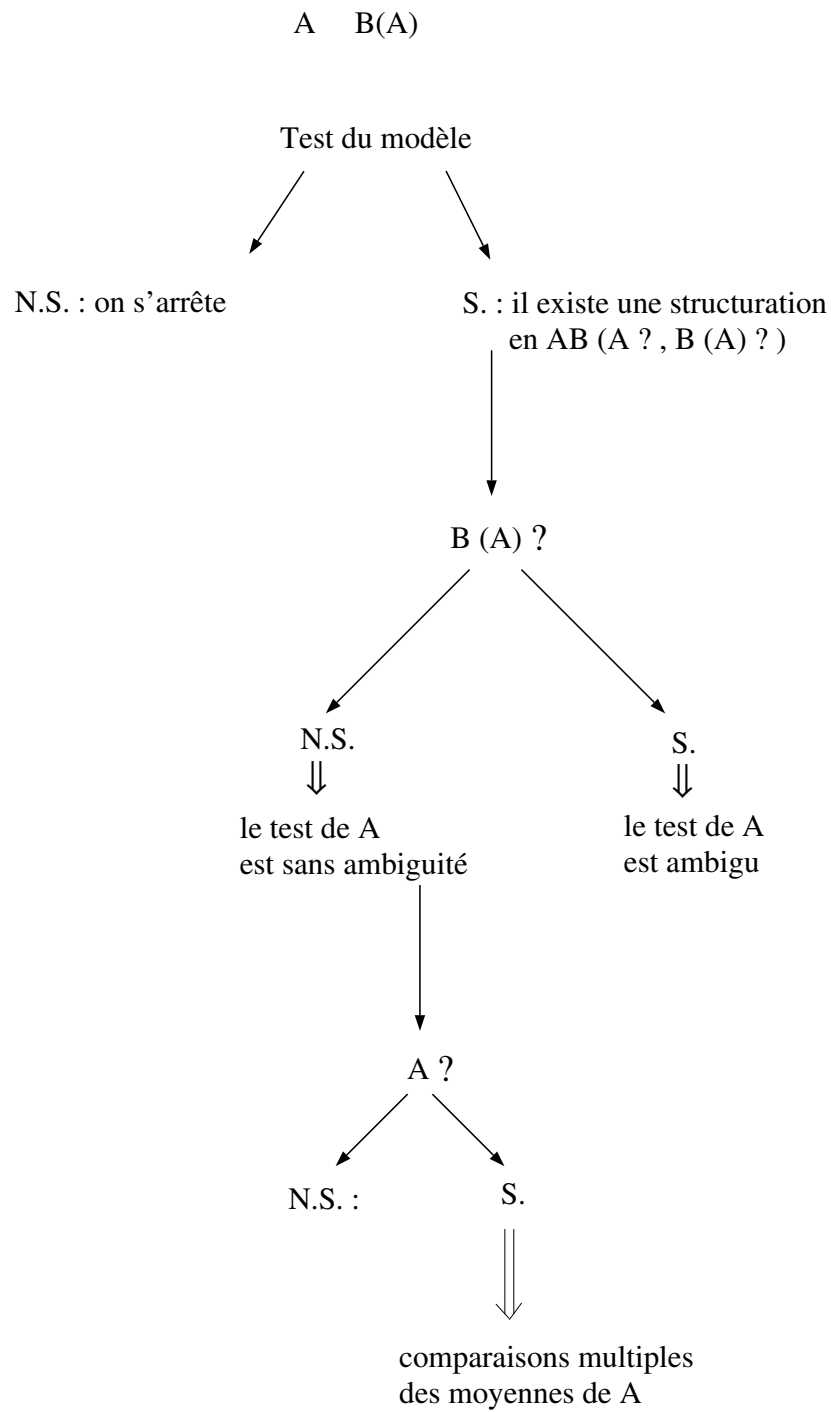 A B(A)
Test du modèle
N.S. : on s'arrête
S. : il existe une structuration
en AB (A ? , B (A) ? )
B (A) ?
N.S.
S.
le test de A
est sans ambiguité
le test de A
est ambigu
A ?
N.S. :
S.
comparaisons multiples
des moyennes de A